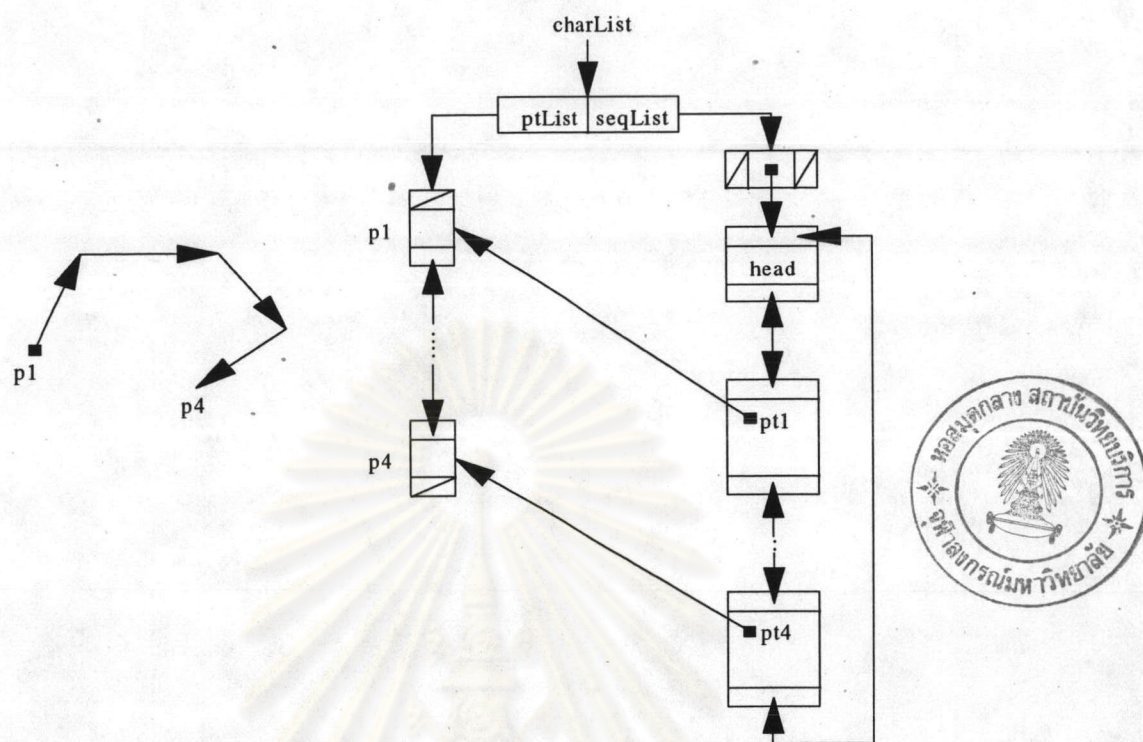 charList
ptList seqList
p1
head
p1
p4
pt1
p4
pt4
หอสมุดกลาง สถาบันวิทยบริการ
จุฬาลงกรณ์มหาวิทยาลัย